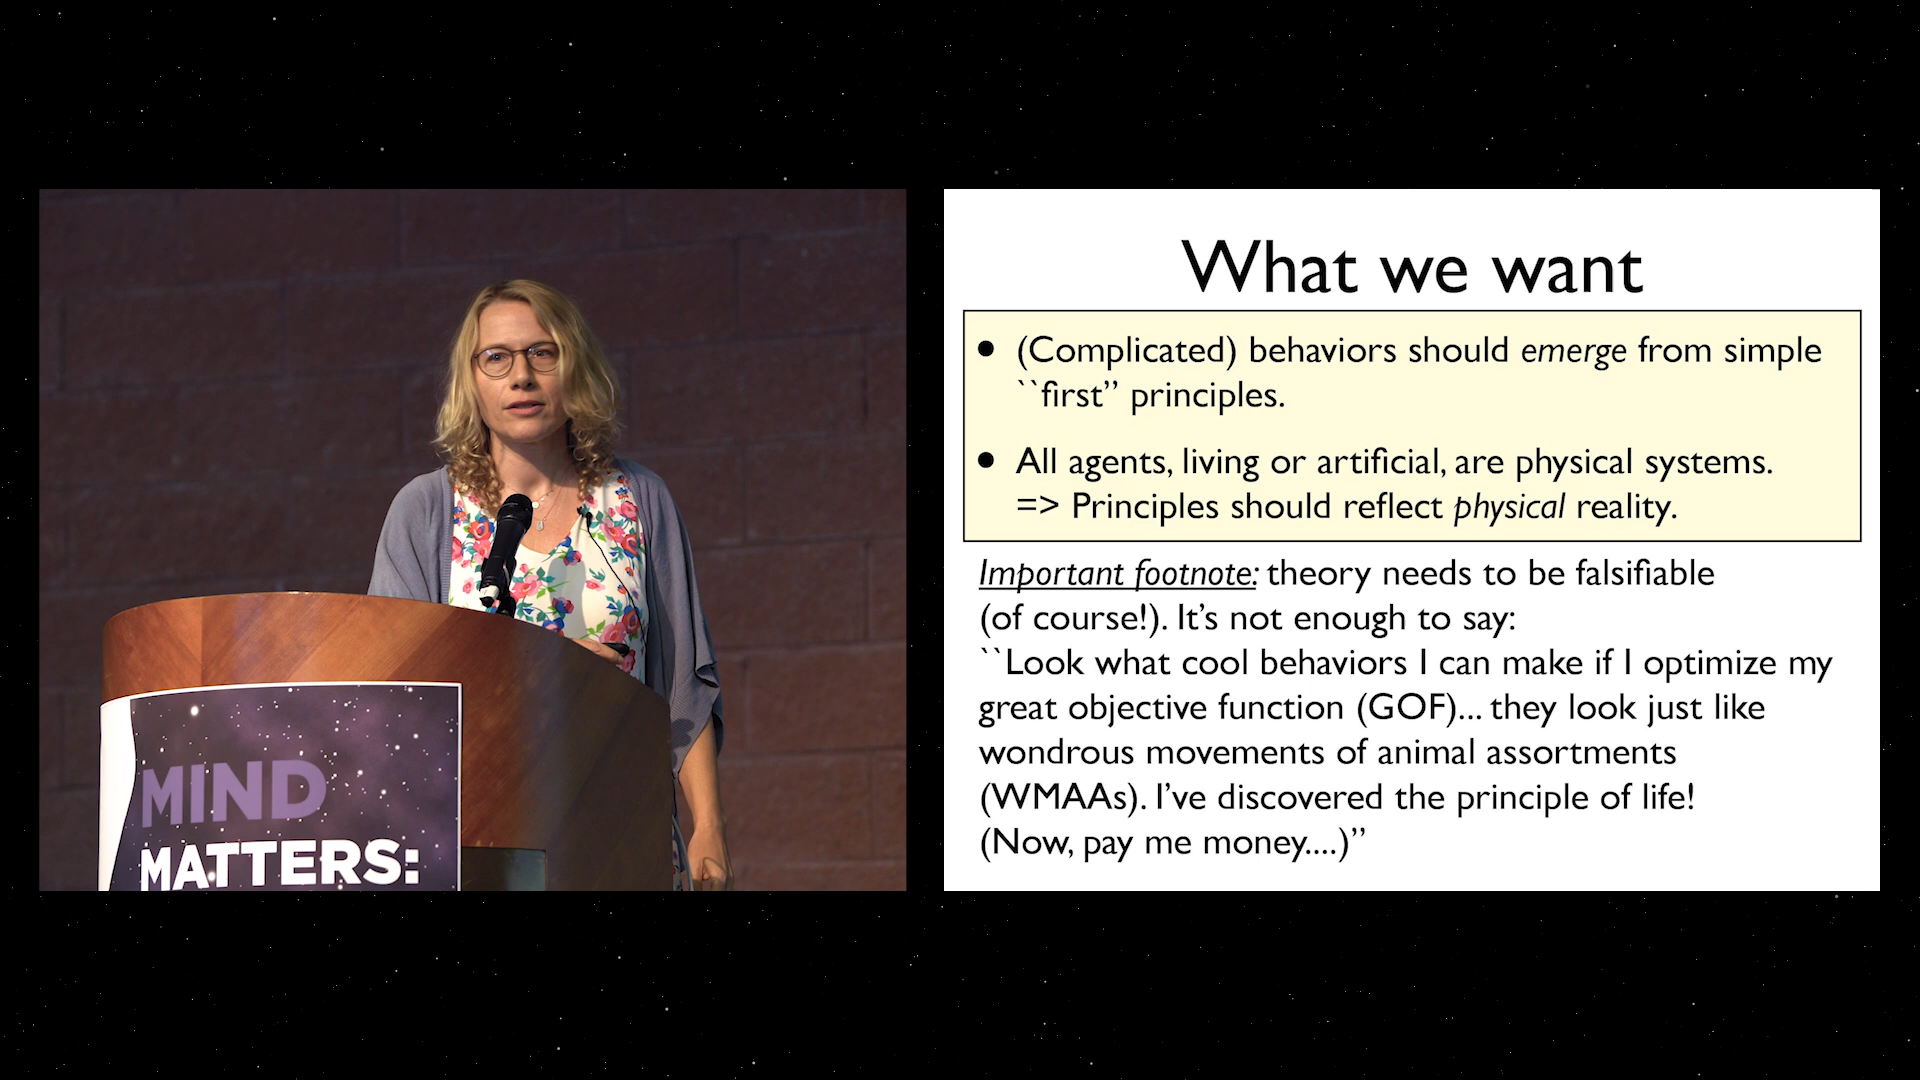 MIND
MATTERS:
What we want
• (Complicated) behaviors should emerge from simple
``first” principles.
• All agents, living or artificial, are physical systems.
=> Principles should reflect physical reality.
Important footnote: theory needs to be falsifiable
(of course!). It’s not enough to say:
``Look what cool behaviors I can make if I optimize my
great objective function (GOF)... they look just like
wondrous movements of animal assortments
(WMAAs). I’ve discovered the principle of life!
(Now, pay me money....)”